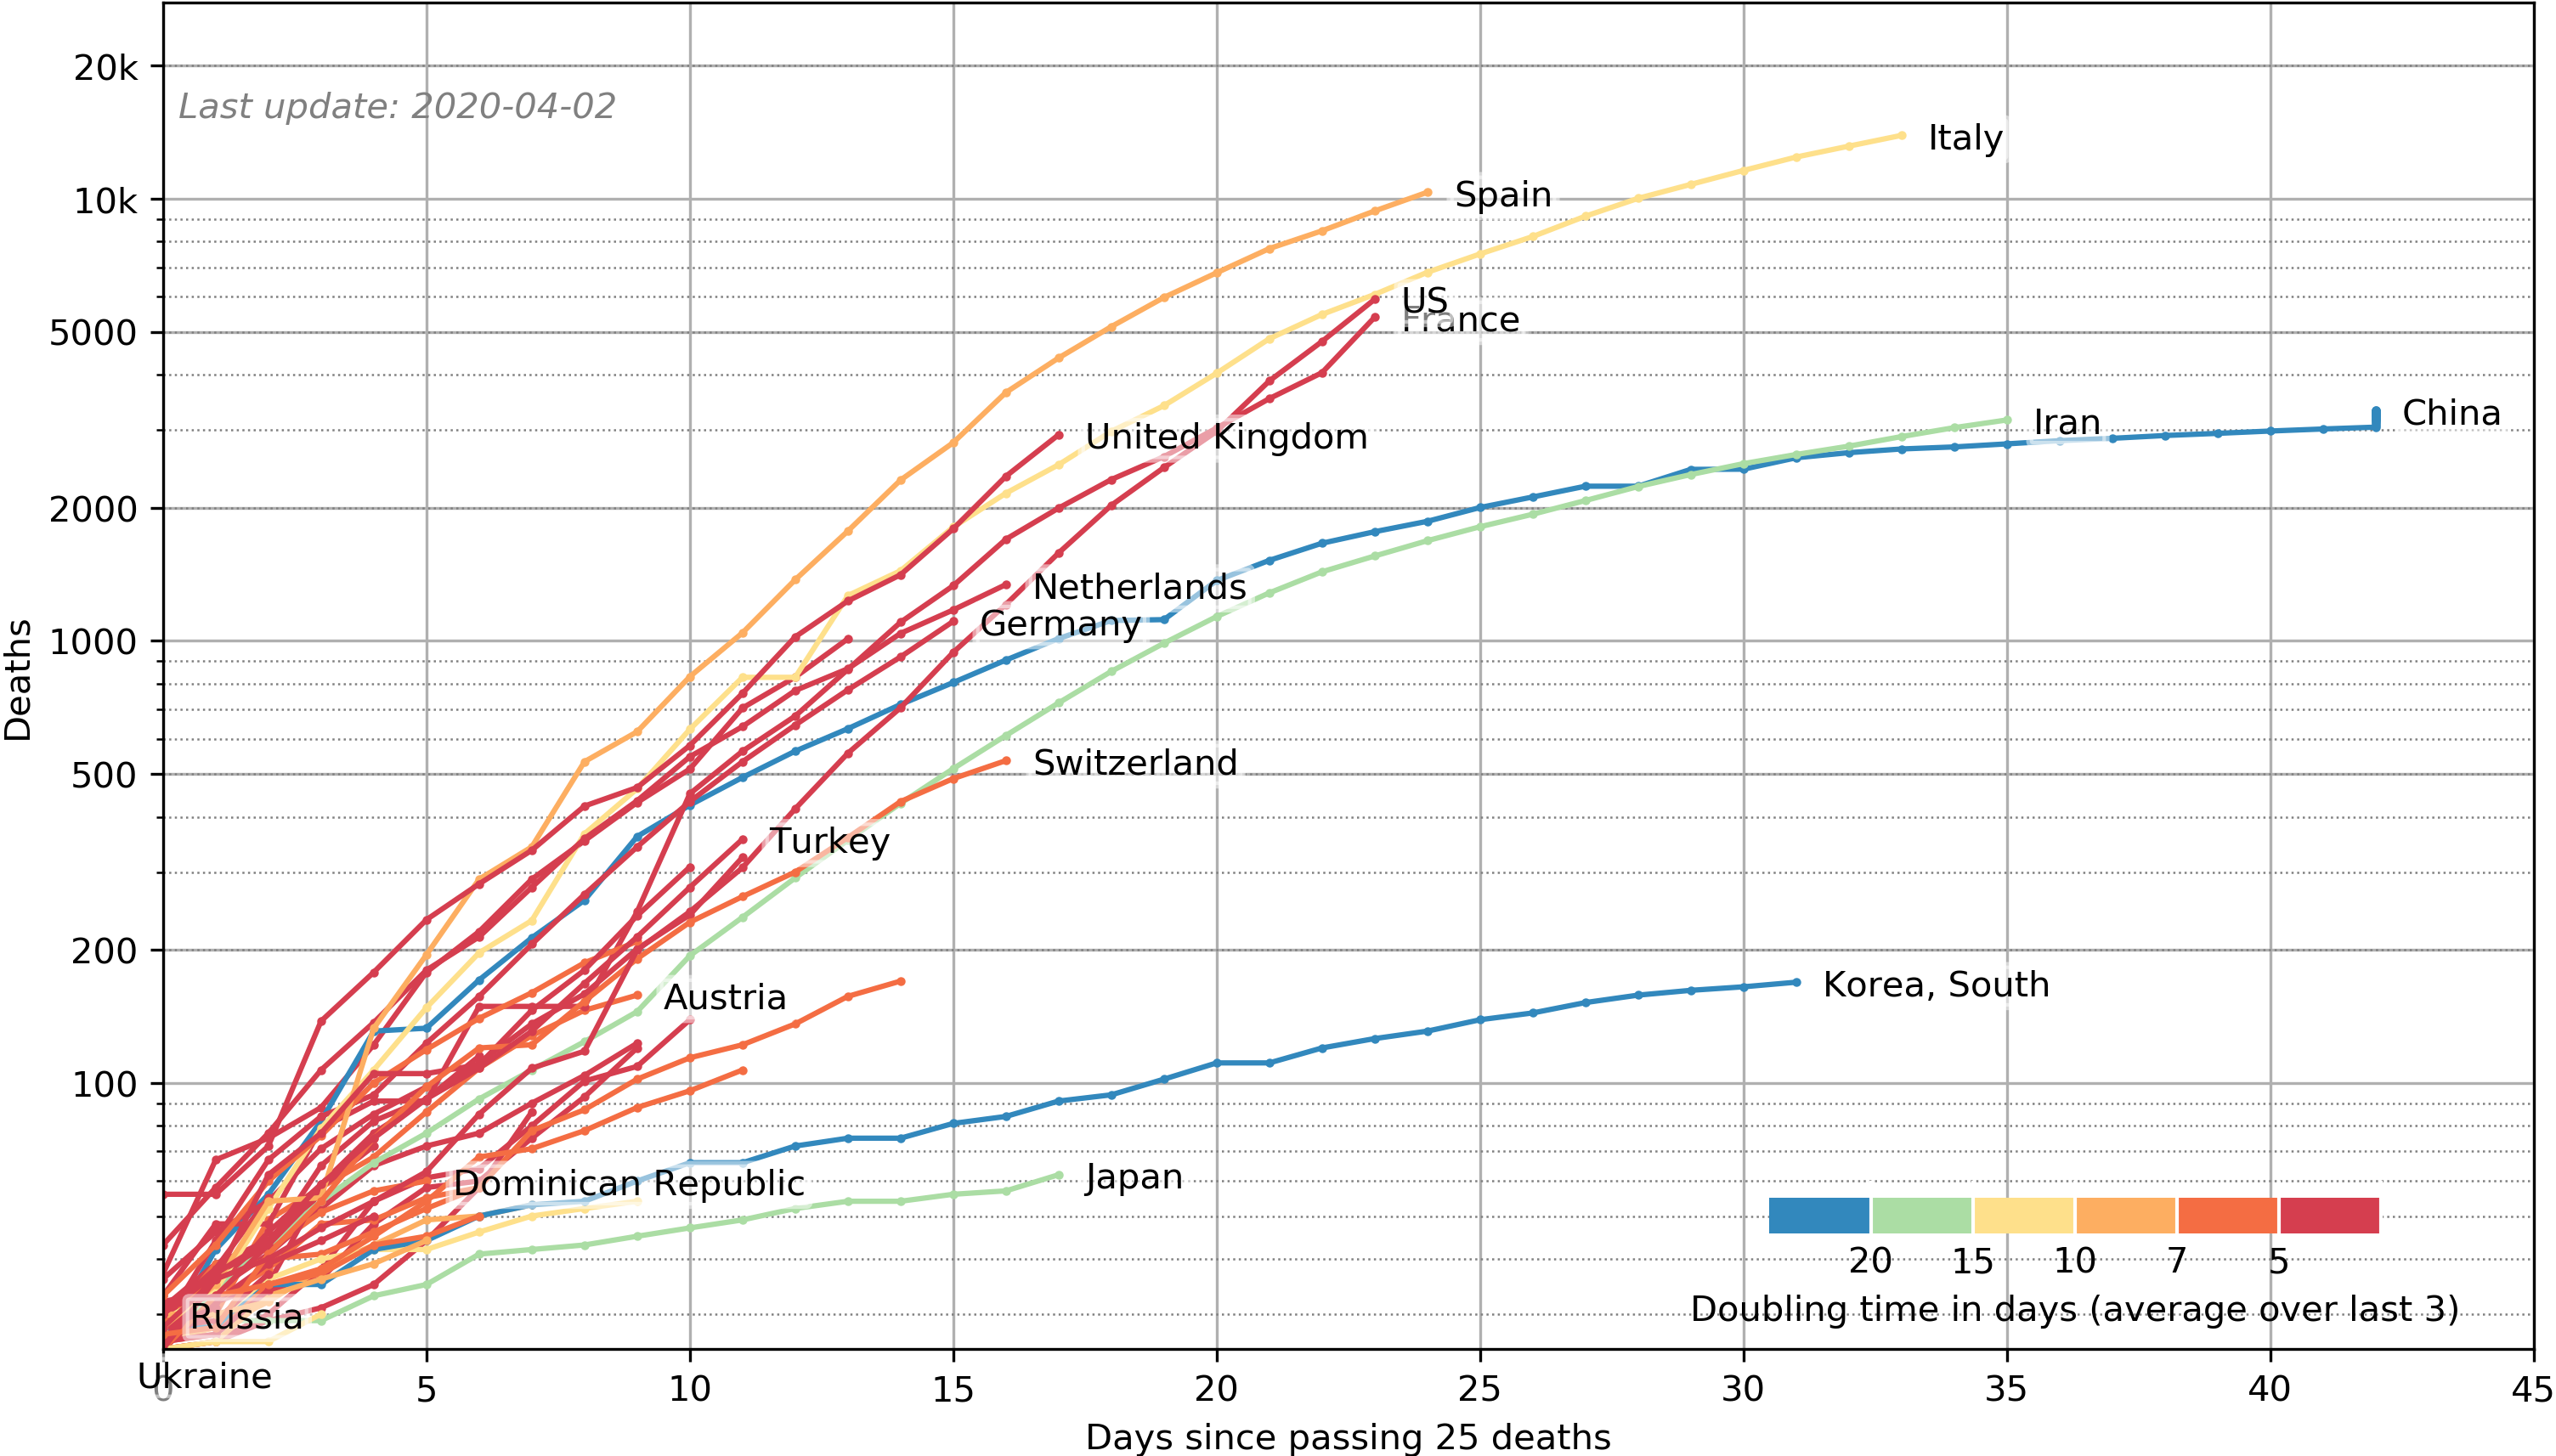 20k
Last update: 2020-04-02
Italy
10k
Spain
US
France
5000
China
Iran
United Kingdom
2000
Netherlands
Germany
1000
Deaths
Switzerland
500
Turkey
200
Korea, South
Austria
100
Dominican Republic
Japan
20 15 10 7 5
Doubling time in days (average over last 3)
Russia
Ukraine
0 5 10 15 20 25 30 35 40 45
Days since passing 25 deaths